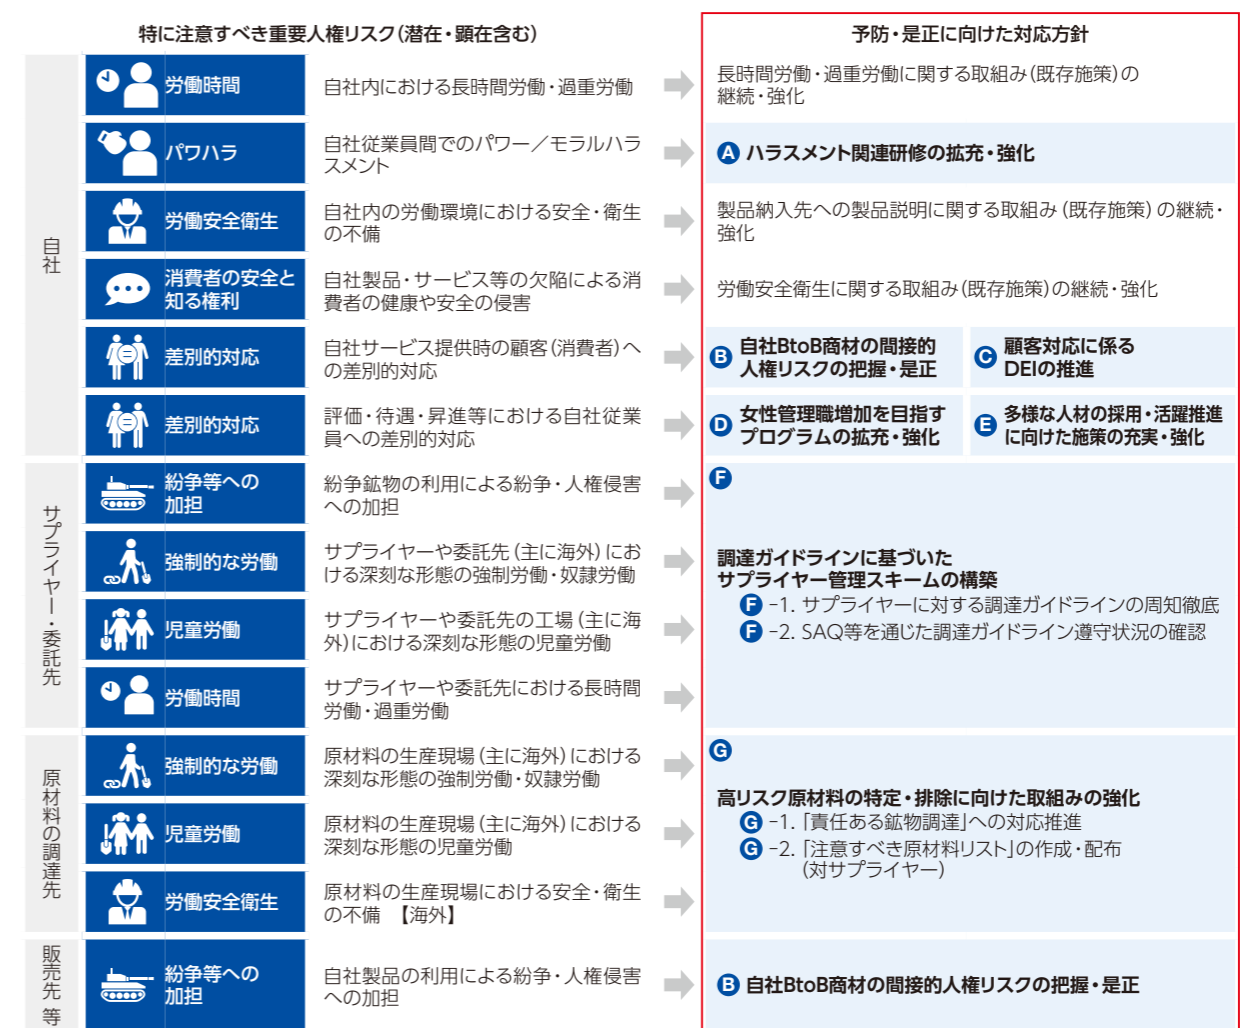 特に注意すべき重要人権リスク（潜在・顕在含む）
予防・是正に向けた対応方針
自社
労働時間
自社内における長時間労働・過重労働
長時間労働・過重労働に関する取組み（既存施策）の
継続・強化
パワハラ
自社従業員間でのパワー／モラルハラ
スメント
A ハラスメント関連研修の拡充・強化
労働安全衛生
自社内の労働環境における安全・衛生
の不備
製品納入先への製品説明に関する取組み（既存施策）の継続・
強化
消費者の安全と
知る権利
自社製品・サービス等の欠陥による消
費者の健康や安全の侵害
労働安全衛生に関する取組み（既存施策）の継続・強化
差別的対応
自社サービス提供時の顧客（消費者）へ
の差別的対応
B 自社BtoB商材の間接的
人権リスクの把握・是正
C 顧客対応に係る
DEIの推進
差別的対応
評価・待遇・昇進等における自社従業
員への差別的対応
D 女性管理職増加を目指す
プログラムの拡充・強化
E 多様な人材の採用・活躍推進
に向けた施策の充実・強化
サプライヤー・委託先
紛争等への
加担
紛争鉱物の利用による紛争・人権侵害
への加担
強制的な労働
サプライヤーや委託先（主に海外）にお
ける深刻な形態の強制労働・奴隷労働
児童労働
サプライヤーや委託先の工場（主に海
外）における深刻な形態の児童労働
労働時間
サプライヤーや委託先における長時間
労働・過重労働
F
調達ガイドラインに基づいた
サプライヤー管理スキームの構築
F -1. サプライヤーに対する調達ガイドラインの周知徹底
F -2. SAQ等を通じた調達ガイドライン遵守状況の確認
原材料の調達先
強制的な労働
原材料の生産現場（主に海外）における
深刻な形態の強制労働・奴隷労働
児童労働
原材料の生産現場（主に海外）における
深刻な形態の児童労働
労働安全衛生
原材料の生産現場における安全・衛生
の不備 【海外】
G
高リスク原材料の特定・排除に向けた取組みの強化
G -1.「責任ある鉱物調達」への対応推進
G -2.「注意すべき原材料リスト」の作成・配布
（対サプライヤー）
販売先 等
紛争等への
加担
自社製品の利用による紛争・人権侵害
への加担
B 自社BtoB商材の間接的人権リスクの把握・是正